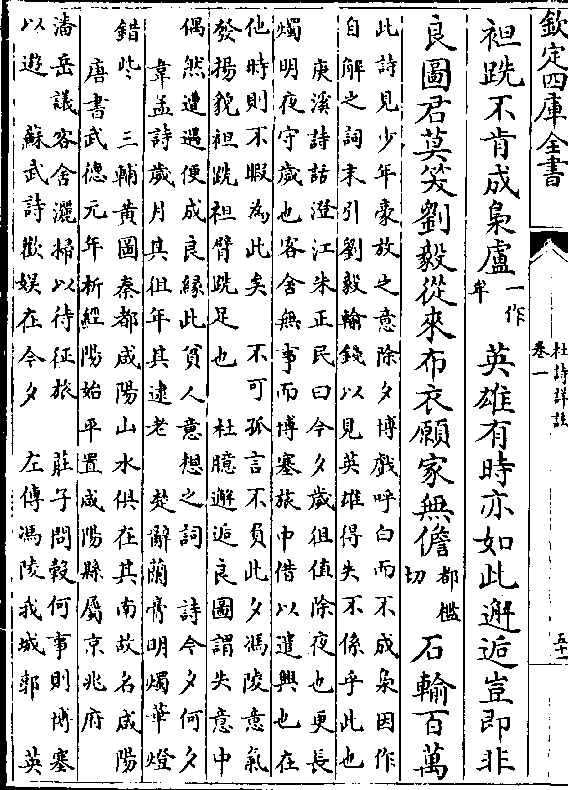 欽定四庫全書
杜詩詳註
卷一
袒跣不肯成梟盧一作牟 英雄有時亦如此邂逅豈即非
良圖君莫笑劉毅從來布衣願家無儋都檻切石輸百萬
此詩見少年豪放之意除夕博戲呼白而不成梟因作
自解之詞末引劉毅輸錢以見英雄得失不係乎此也
庚溪詩話澄江朱正民曰今夕歲徂值除夜也更長
燭明夜守歲也客舍無事而博塞旅中借以遣興也在
他時則不暇為此矣 不可孤言不負此夕馮陵意氣
發揚貌袒跣袒臂跣足也 杜臆邂逅良圖謂失意中
偶然遭遇便成良緣此貧人意想之詞 詩今夕何夕
韋孟詩歲月其徂年其逮老 楚辭蘭膏明燭華燈
錯些 三輔黃圖秦都咸陽山水俱在其南故名咸陽
唐書武德元年析經陽始平置咸陽縣屬京兆府
潘岳議客舍灑掃以待征旅 莊子問穀何事則博塞
以遊 蘇武詩歡娱在今夕 左傳馮陵我城郭 英